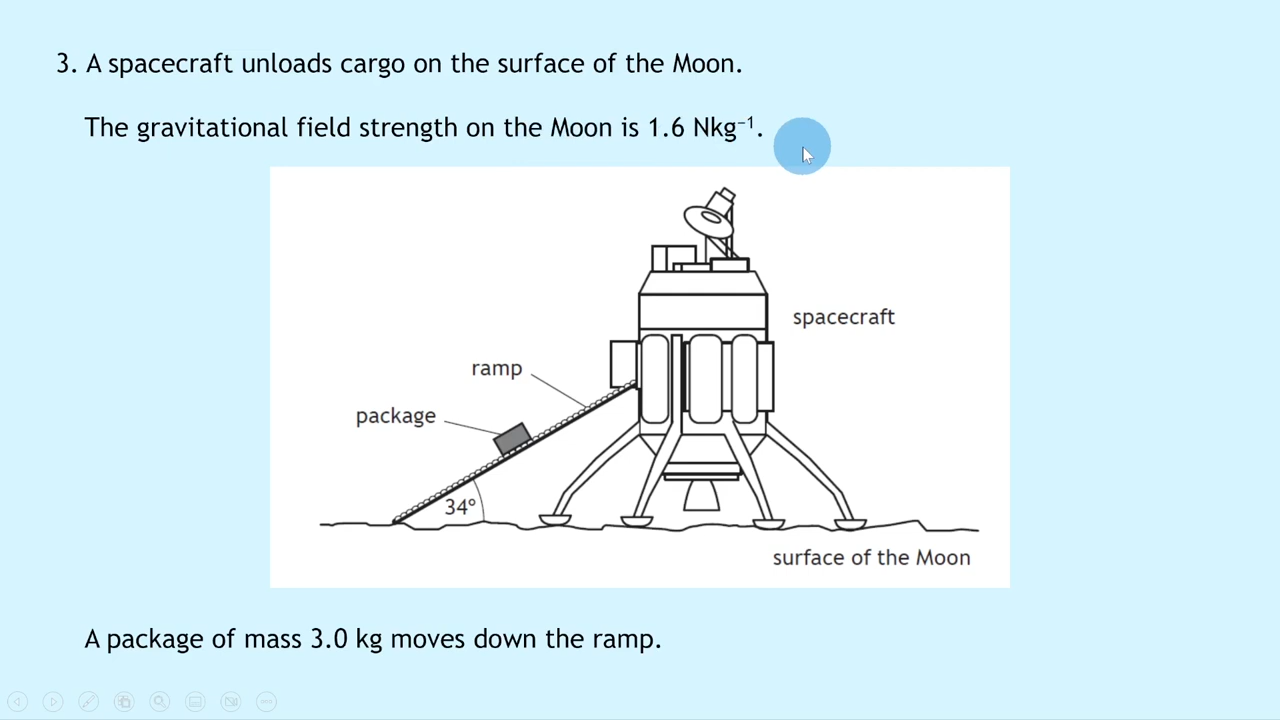 3. A spacecraft unloads cargo on the surface of the Moon.
The gravitational field strength on the Moon is 1.6 Nkg⁻¹.
spacecraft
ramp
package
34°
surface of the Moon
A package of mass 3.0 kg moves down the ramp.